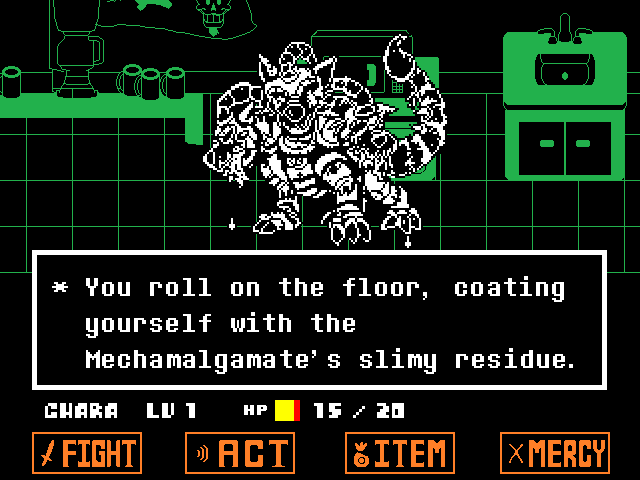 * You roll on the floor, coating
yourself with the
Mechamalgamate's slimy residue.
CHARA LV 1 HP 15 / 20
FIGHT ACT ITEM MERCY